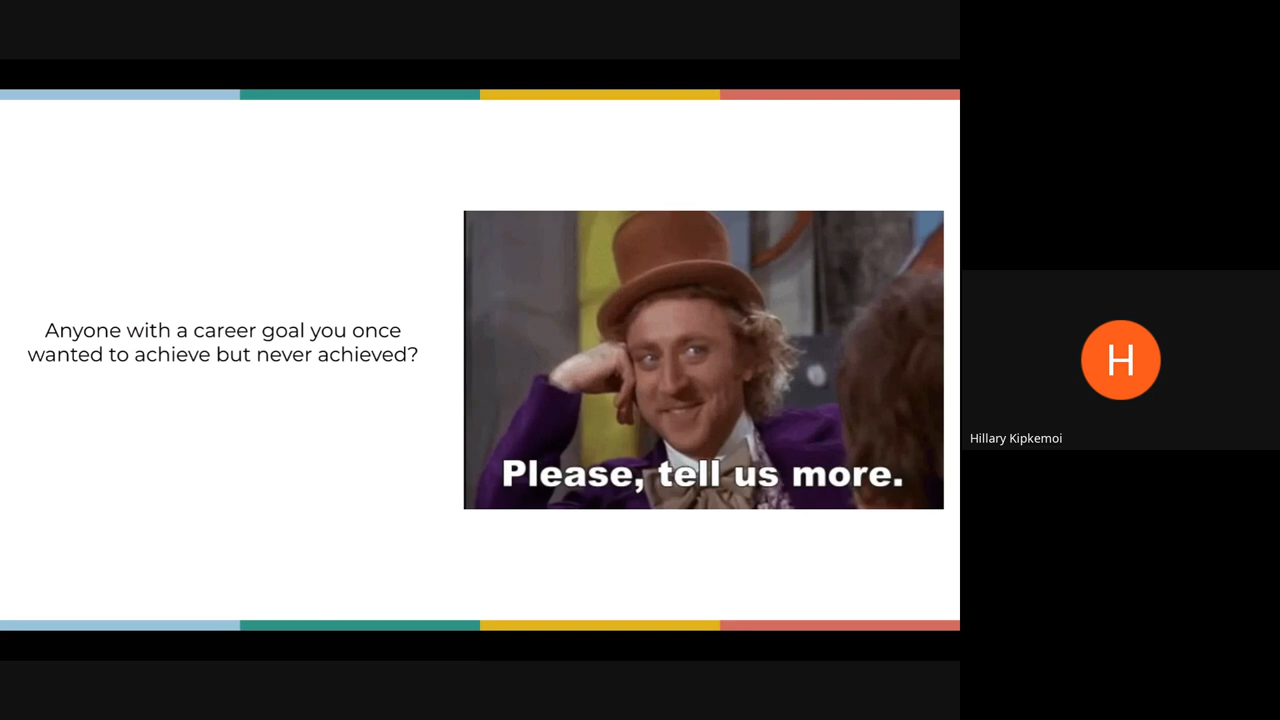 Anyone with a career goal you once
wanted to achieve but never achieved?
Please, tell us more.
H
Hillary Kipkemoi